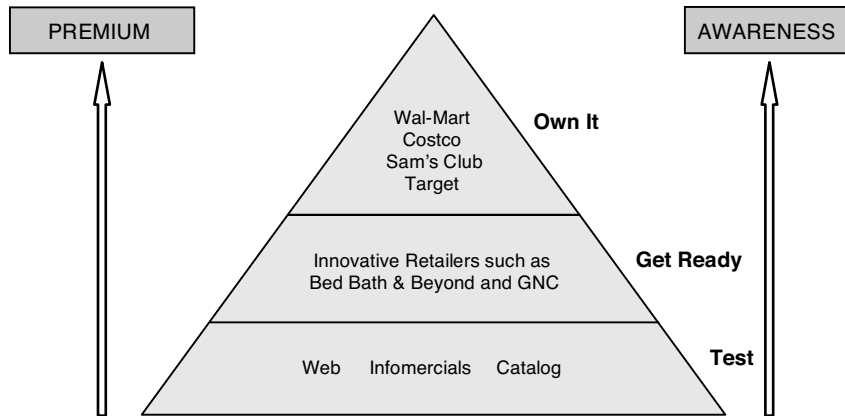 PREMIUM
AWARENESS
Wal-Mart
Costco
Sam's Club
Target
Own It
Innovative Retailers such as
Bed Bath & Beyond and GNC
Get Ready
Web Infomercials Catalog
Test